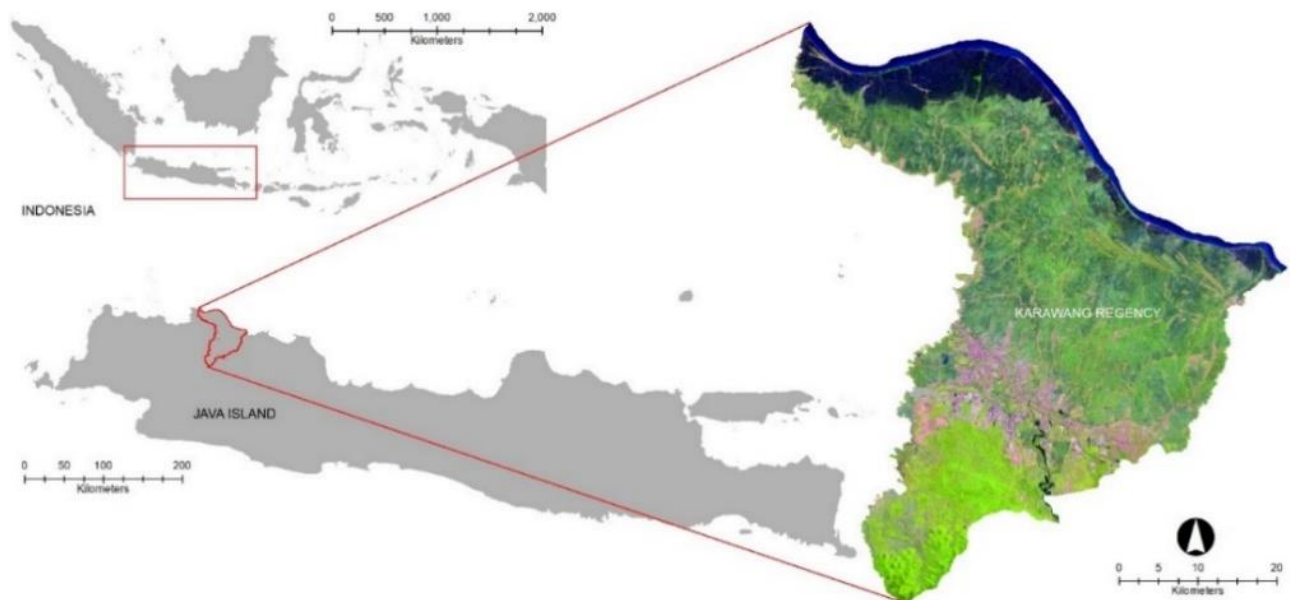 0 500 1,000 2,000
Kilometers
INDONESIA
KARAWANG REGENCY
JAVA ISLAND
0 50 100 200
Kilometers
0 5 10 20
Kilometers